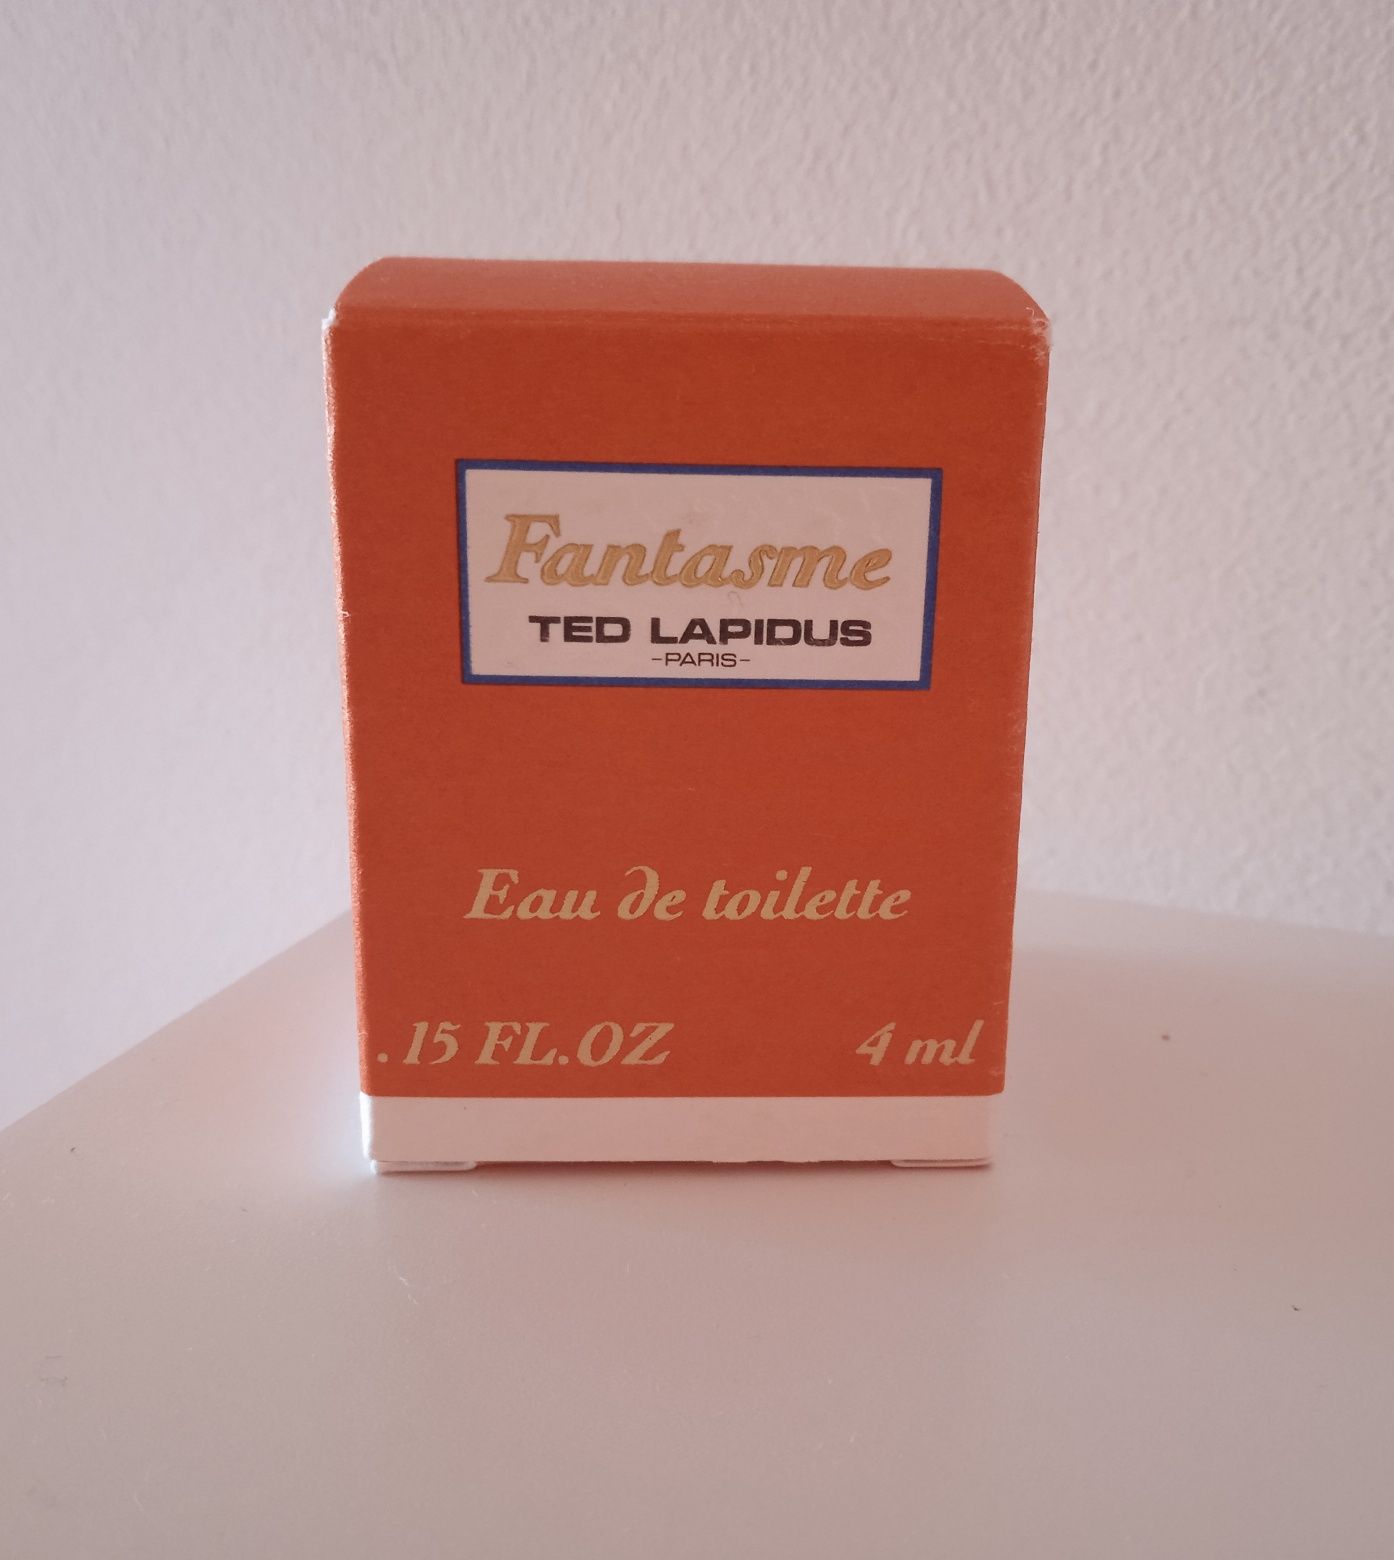 Fantasme
TED LAPIDUS
-PARIS-
Eau de toilette
.15 FL.OZ 4 ml